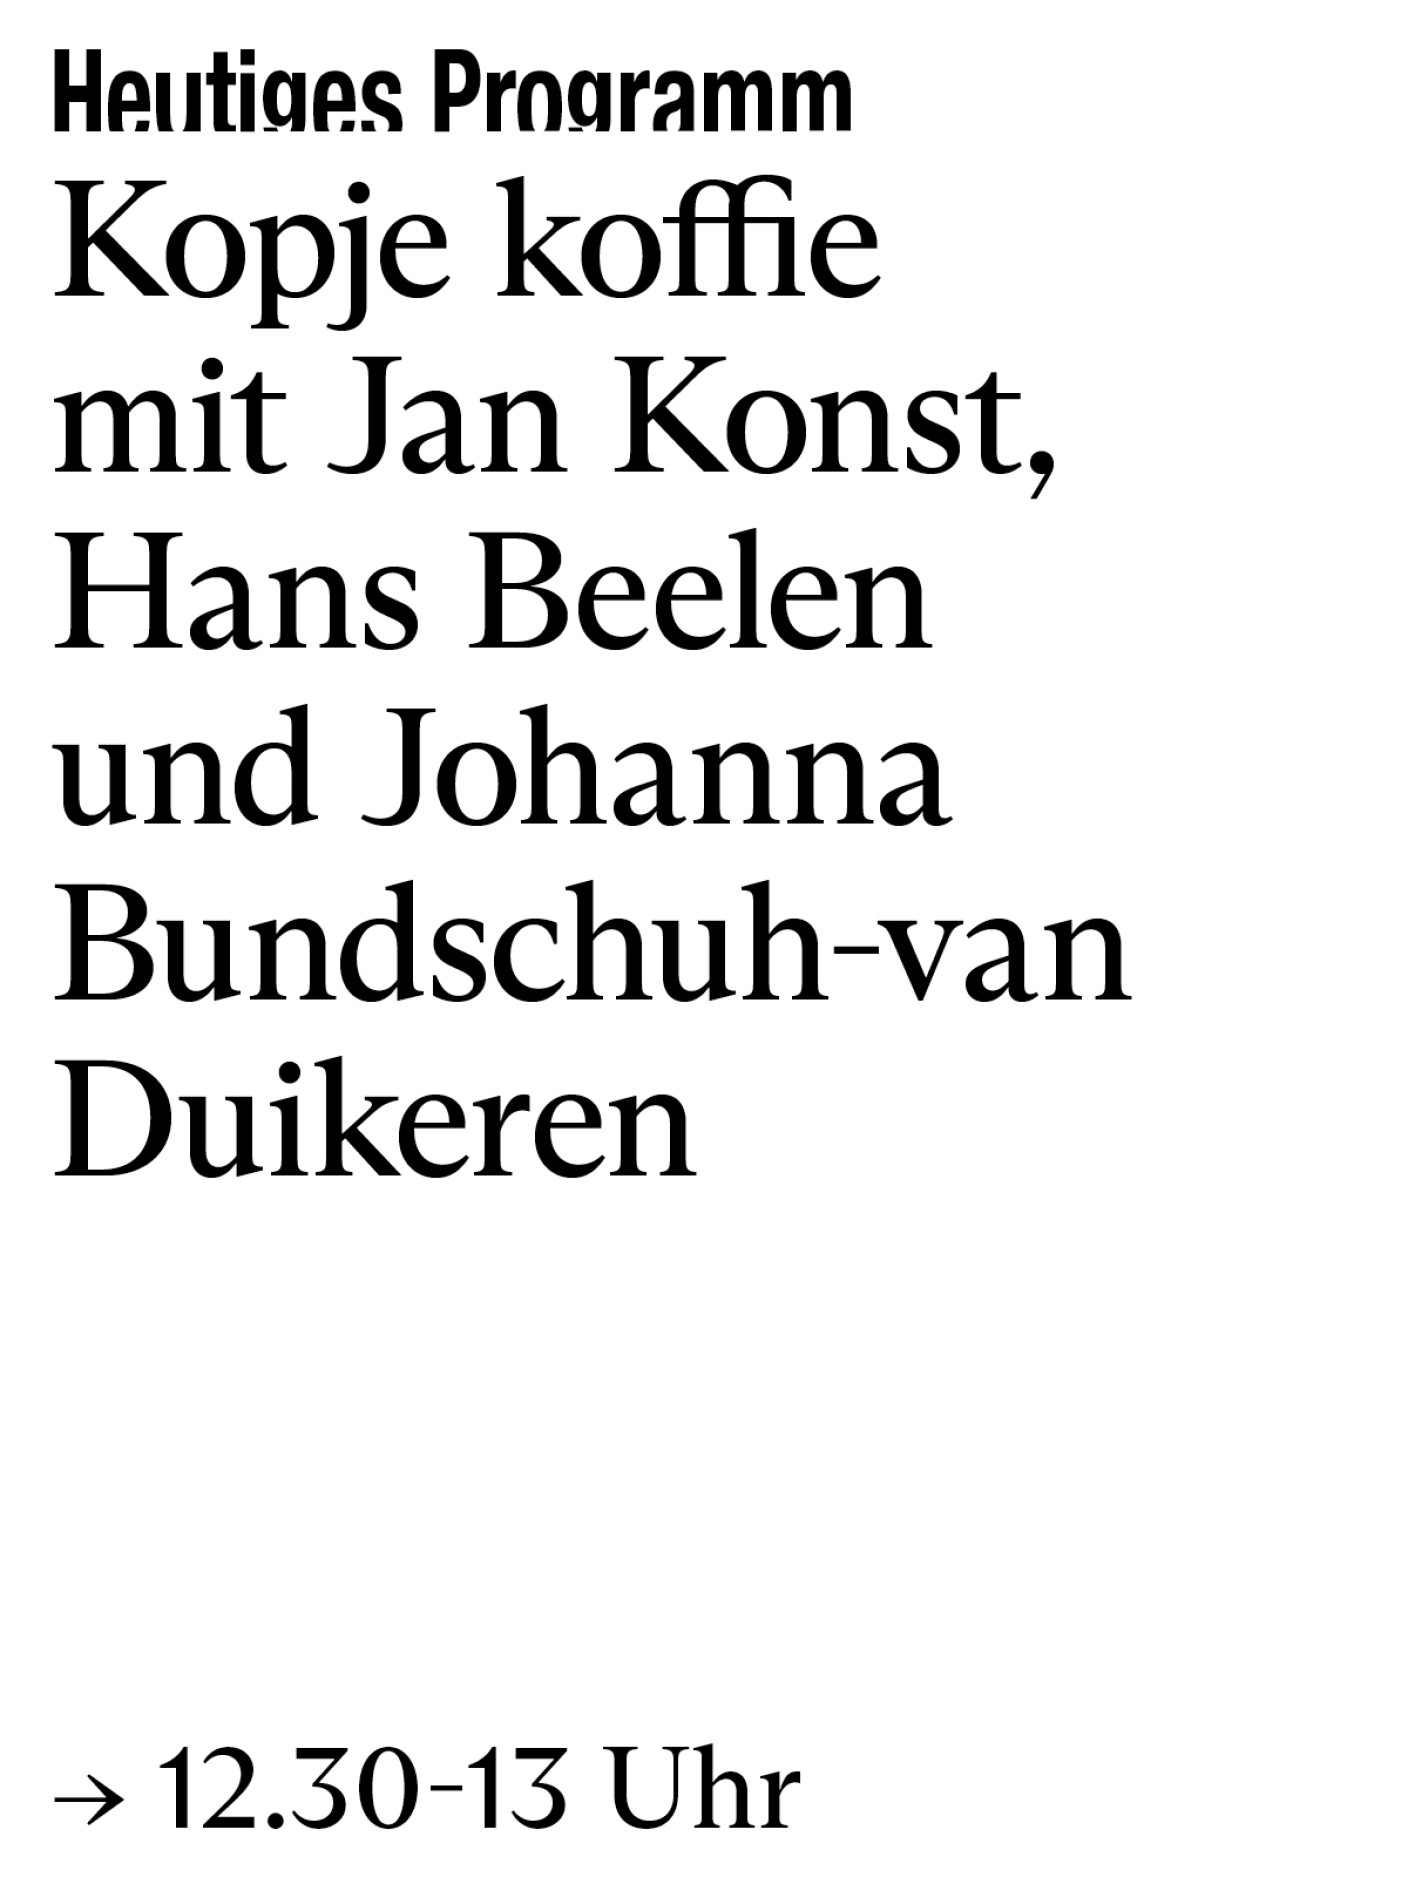 Heutiges Programm
Kopje koffie
mit Jan Konst,
Hans Beelen
und Johanna
Bundschuh-van
Duikeren
→ 12.30-13 Uhr